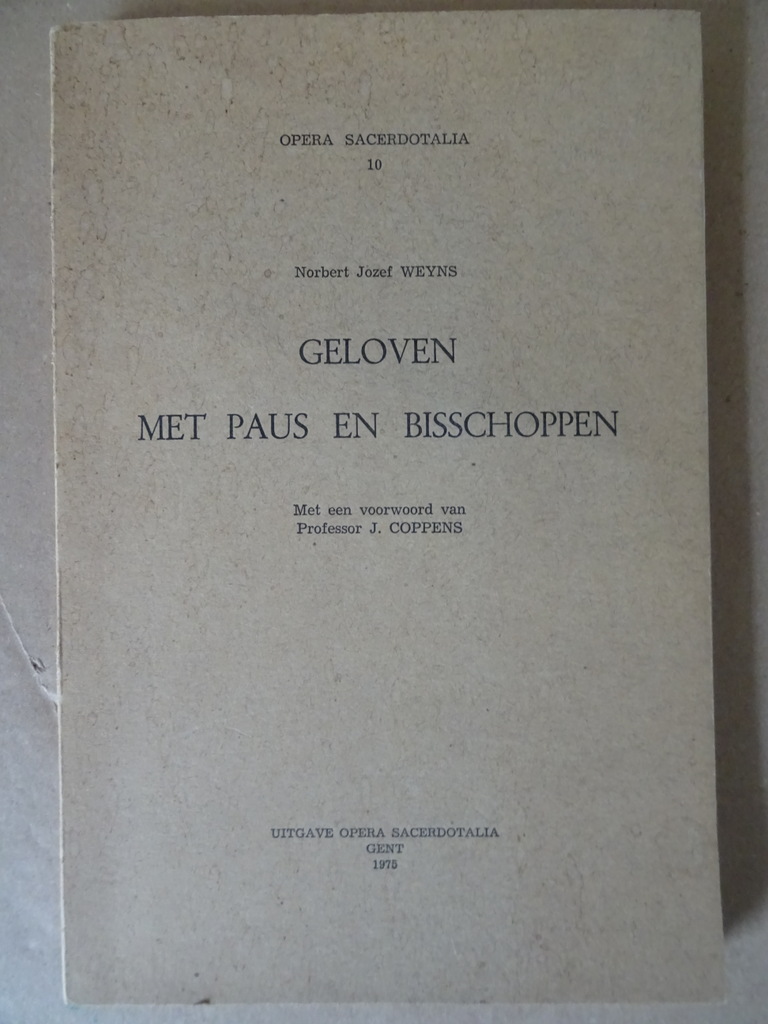 OPERA SACERDOTALIA
10
Norbert Jozef WEYNS
GELOVEN
MET PAUS EN BISSCHOPPEN
Met een voorwoord van
Professor J. COPPENS
UITGAVE OPERA SACERDOTALIA
GENT
1975